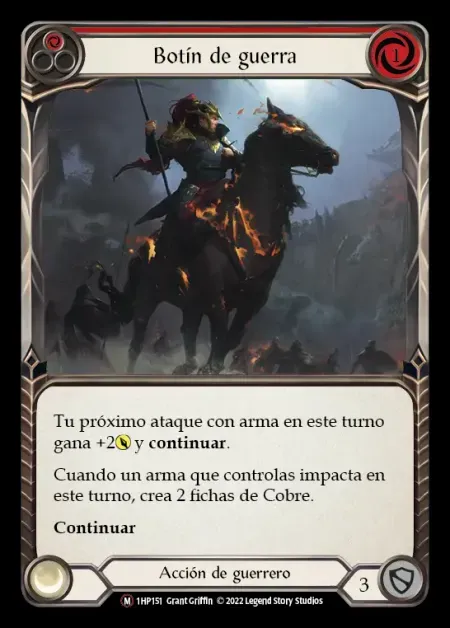 Botín de guerra
1
Tu próximo ataque con arma en este turno
gana +2 y continuar.
Cuando un arma que controlas impacta en
este turno, crea 2 fichas de Cobre.
Continuar
Acción de guerrero
3
M 1HP151 Grant Griffin © 2022 Legend Story Studios